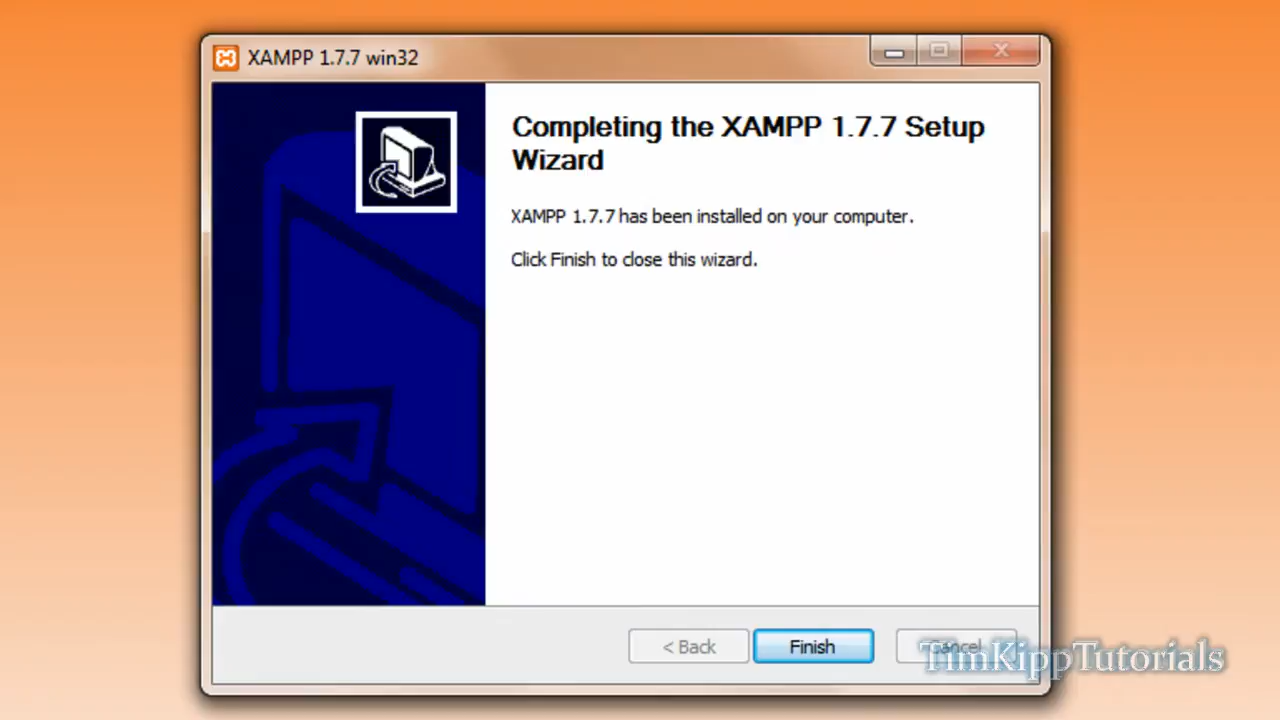 XAMPP 1.7.7 win32
Completing the XAMPP 1.7.7 Setup
Wizard
XAMPP 1.7.7 has been installed on your computer.
Click Finish to close this wizard.
< Back
Finish
Cancel
TimKippTutorials